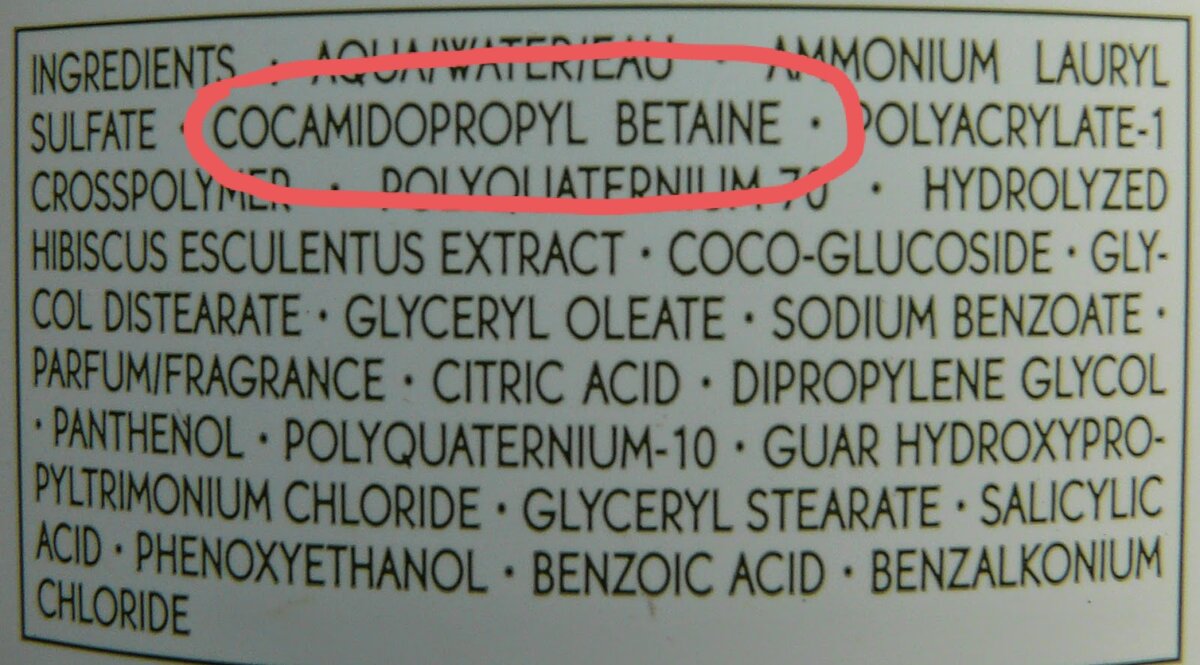 INGREDIENTS : AQUA/WATER/EAU · AMMONIUM LAURYL
SULFATE · COCAMIDOPROPYL BETAINE · POLYACRYLATE-1
CROSSPOLYMER · POLYQUATERNIUM-70 · HYDROLYZED
HIBISCUS ESCULENTUS EXTRACT · COCO-GLUCOSIDE · GLY-
COL DISTEARATE · GLYCERYL OLEATE · SODIUM BENZOATE ·
PARFUM/FRAGRANCE · CITRIC ACID · DIPROPYLENE GLYCOL
· PANTHENOL · POLYQUATERNIUM-10 · GUAR HYDROXYPRO-
PYLTRIMONIUM CHLORIDE · GLYCERYL STEARATE · SALICYLIC
ACID · PHENOXYETHANOL · BENZOIC ACID · BENZALKONIUM
CHLORIDE